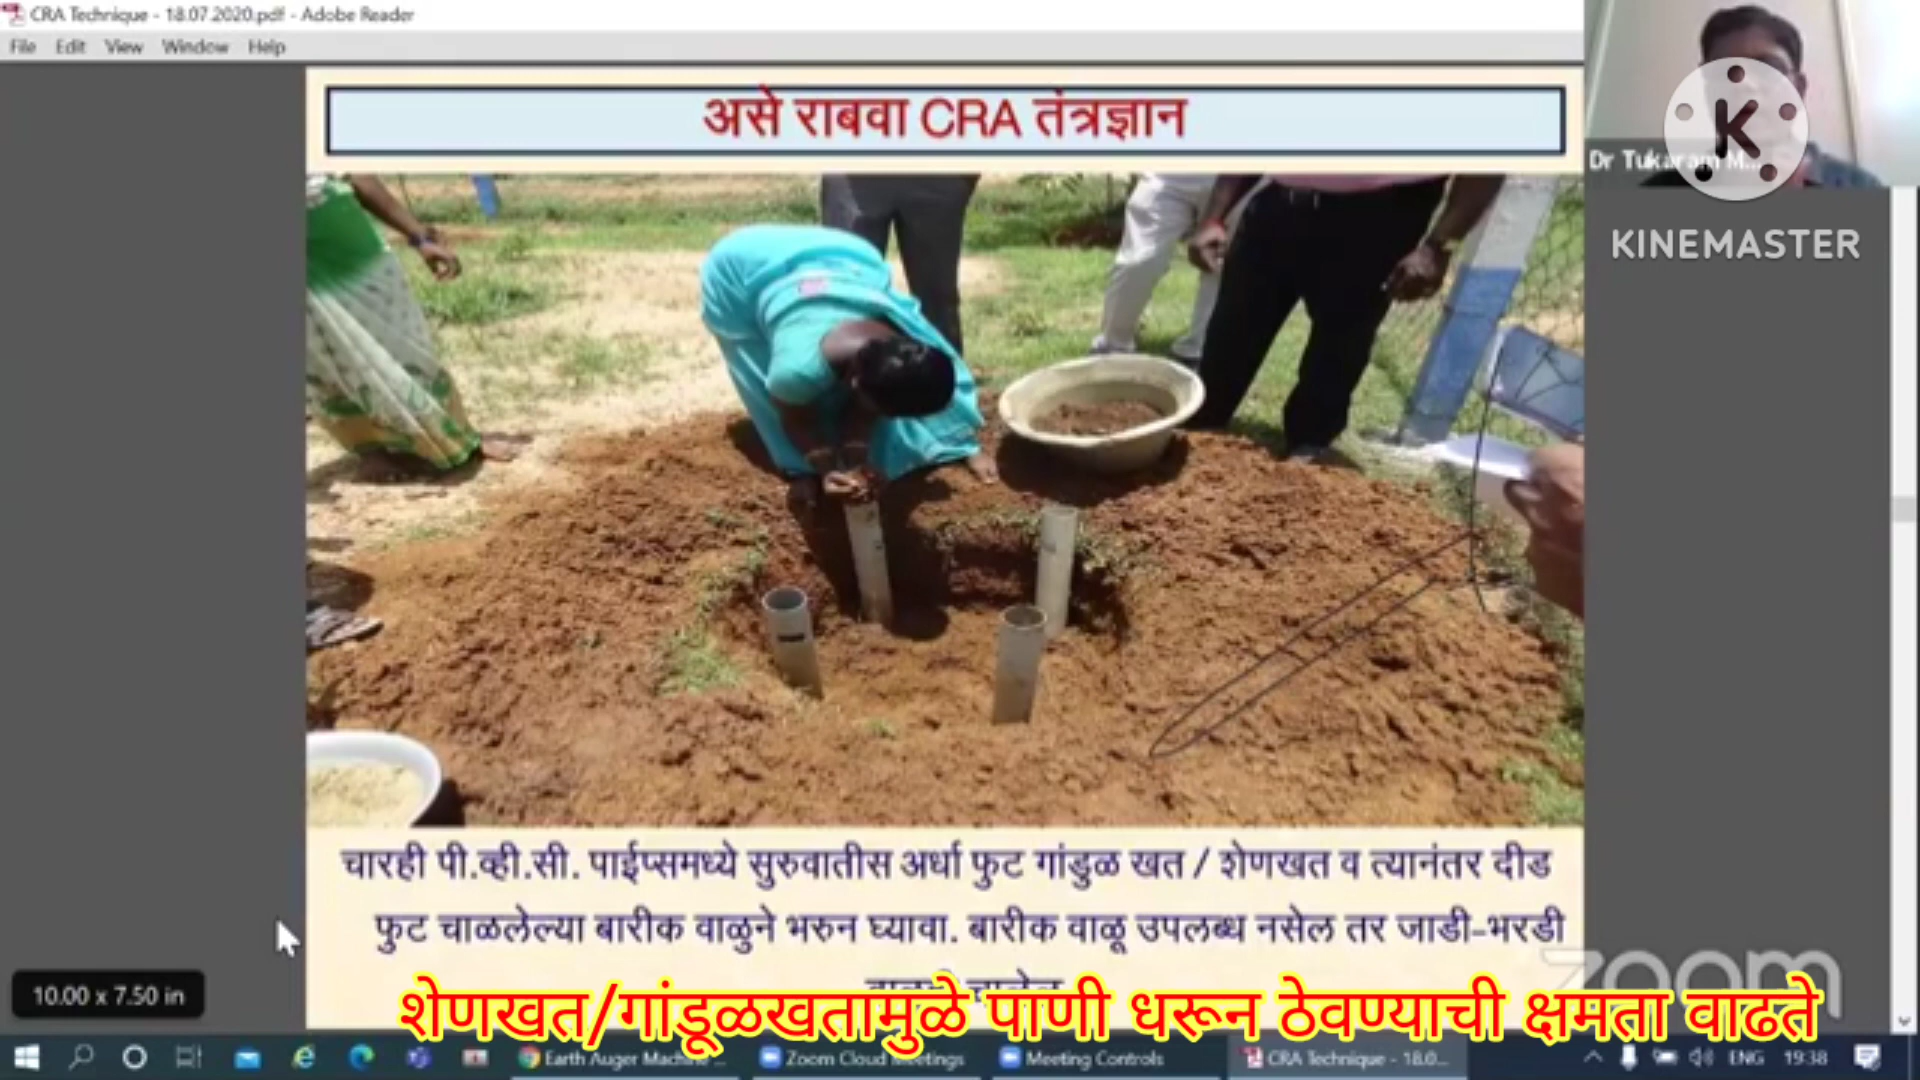 CRA Technique - 18.07.2020.pdf - Adobe Reader
File Edit View Window Help
असे राबवा CRA तंत्रज्ञान
Dr Tukaram M...
K
KINEMASTER
चारही पी.व्ही.सी. पाईप्समध्ये सुरुवातीस अर्धा फुट गांडुळ खत / शेणखत व त्यानंतर दीड
फुट चाळलेल्या बारीक वाळुने भरुन घ्यावा. बारीक वाळू उपलब्ध नसेल तर जाडी-भरडी
zoom
10.00 x 7.50 in
शेणखत/गांडूळखतामुळे पाणी धरून ठेवण्याची क्षमता वाढते
Earth Auger Machine ... Zoom Cloud Meetings Meeting Controls CRA Technique - 18.0... ENG 19:38